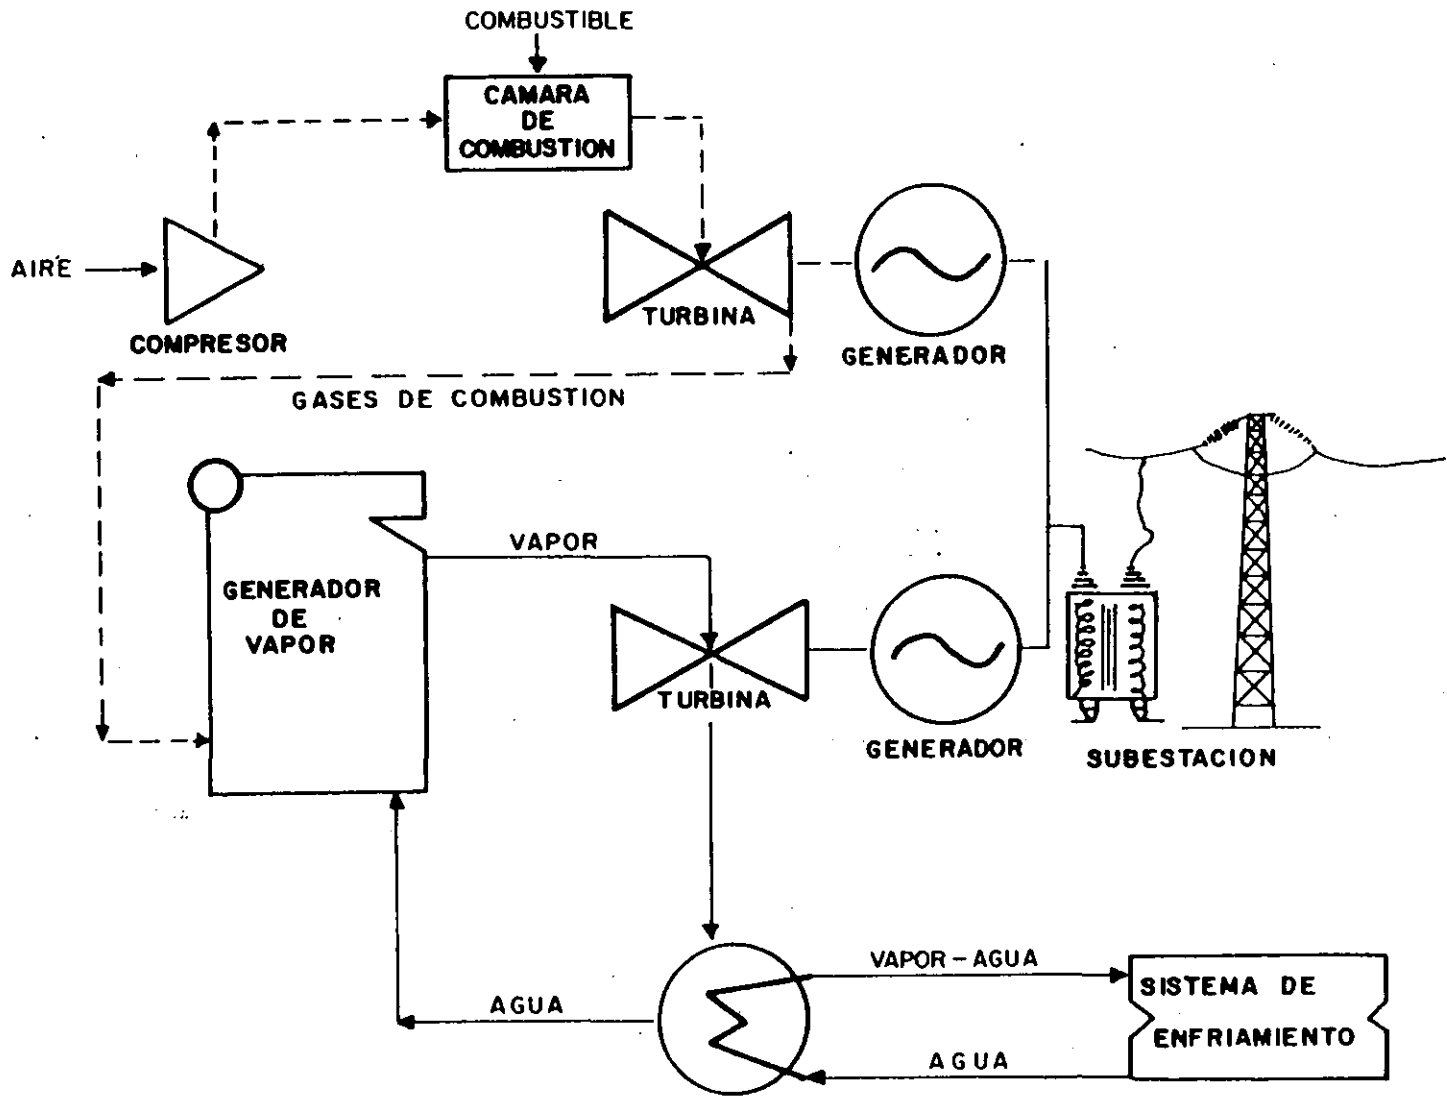 COMBUSTIBLE
CAMARA
DE
COMBUSTION
AIRE
COMPRESOR
TURBINA
GENERADOR
GASES DE COMBUSTION
VAPOR
GENERADOR
DE
VAPOR
TURBINA
GENERADOR
SUBESTACION
VAPOR-AGUA
SISTEMA DE
ENFRIAMIENTO
AGUA
AGUA